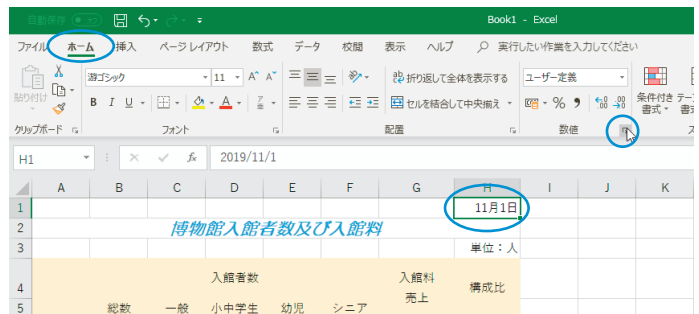 自動保存 オフ Book1 - Excel
ファイル ホーム 挿入 ページ レイアウト 数式 データ 校閲 表示 ヘルプ 実行したい作業を入力してください
貼り付け 游ゴシック 11 A A ab 折り返して全体を表示する ユーザー定義
B I U A セルを結合して中央揃え % 条件付き 書式
クリップボード フォント 配置 数値
H1 fx 2019/11/1
A B C D E F G H I J K
1 11月1日
2 博物館入館者数及び入館料
3 単位：人
4 入館者数 入館料 売上 構成比
5 総数 一般 小中学生 幼児 シニア